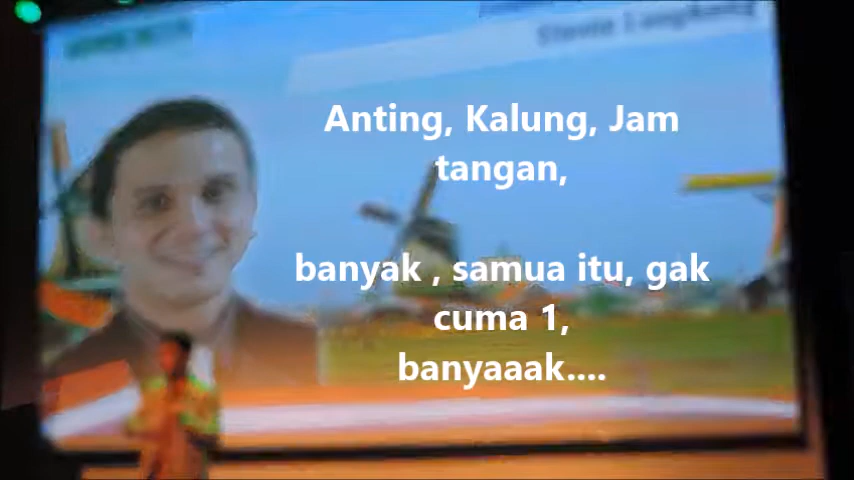 Anting, Kalung, Jam
tangan,
banyak , samua itu, gak
cuma 1,
banyaaak....